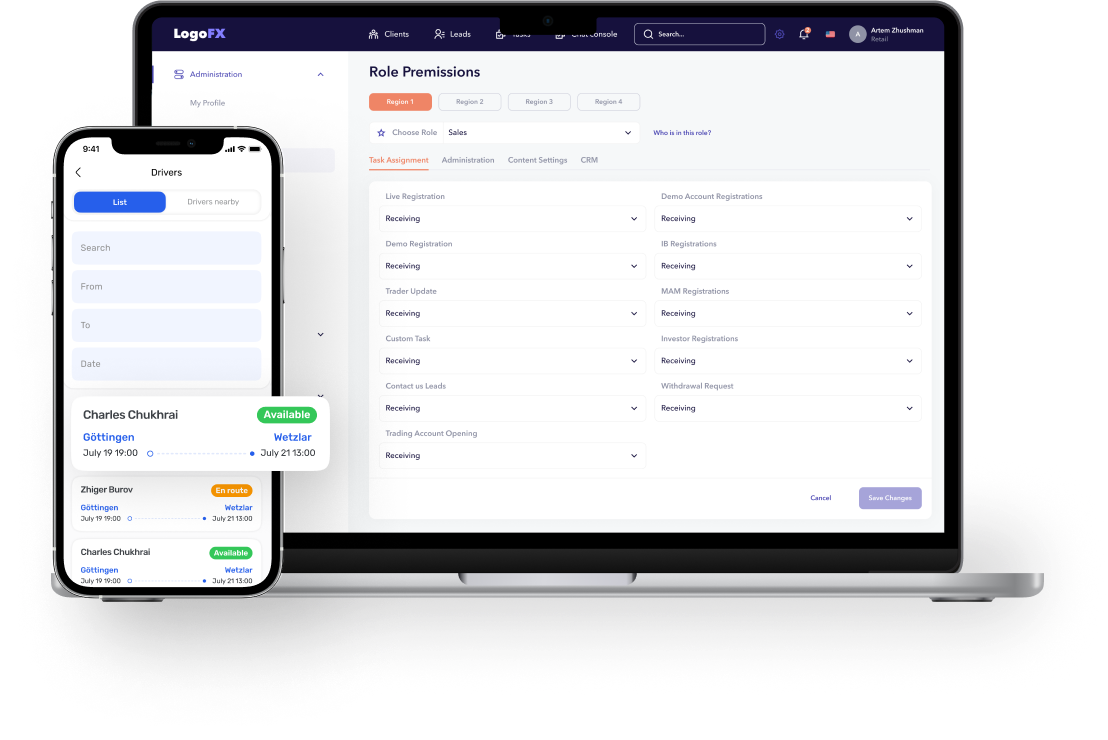 LogoFX
Clients
Leads
Tasks
Chat Console
Search...
2
A
Artem Zhushman
Retail
Administration
My Profile
Role Premissions
Region 1
Region 2
Region 3
Region 4
Choose Role
Sales
Who is in this role?
Task Assignment
Administration
Content Settings
CRM
Live Registration
Receiving
Demo Account Registrations
Receiving
Demo Registration
Receiving
IB Registrations
Receiving
Trader Update
Receiving
MAM Registrations
Receiving
Custom Task
Receiving
Investor Registrations
Receiving
Contact us Leads
Receiving
Withdrawal Request
Receiving
Trading Account Opening
Receiving
Cancel
Save Changes
9:41
Drivers
List
Drivers nearby
Search
From
To
Date
Charles Chukhrai
Available
Göttingen
Wetzlar
July 19 19:00
July 21 13:00
Zhiger Burov
En route
Göttingen
Wetzlar
July 19 19:00
July 21 13:00
Charles Chukhrai
Available
Göttingen
Wetzlar
July 19 19:00
July 21 13:00